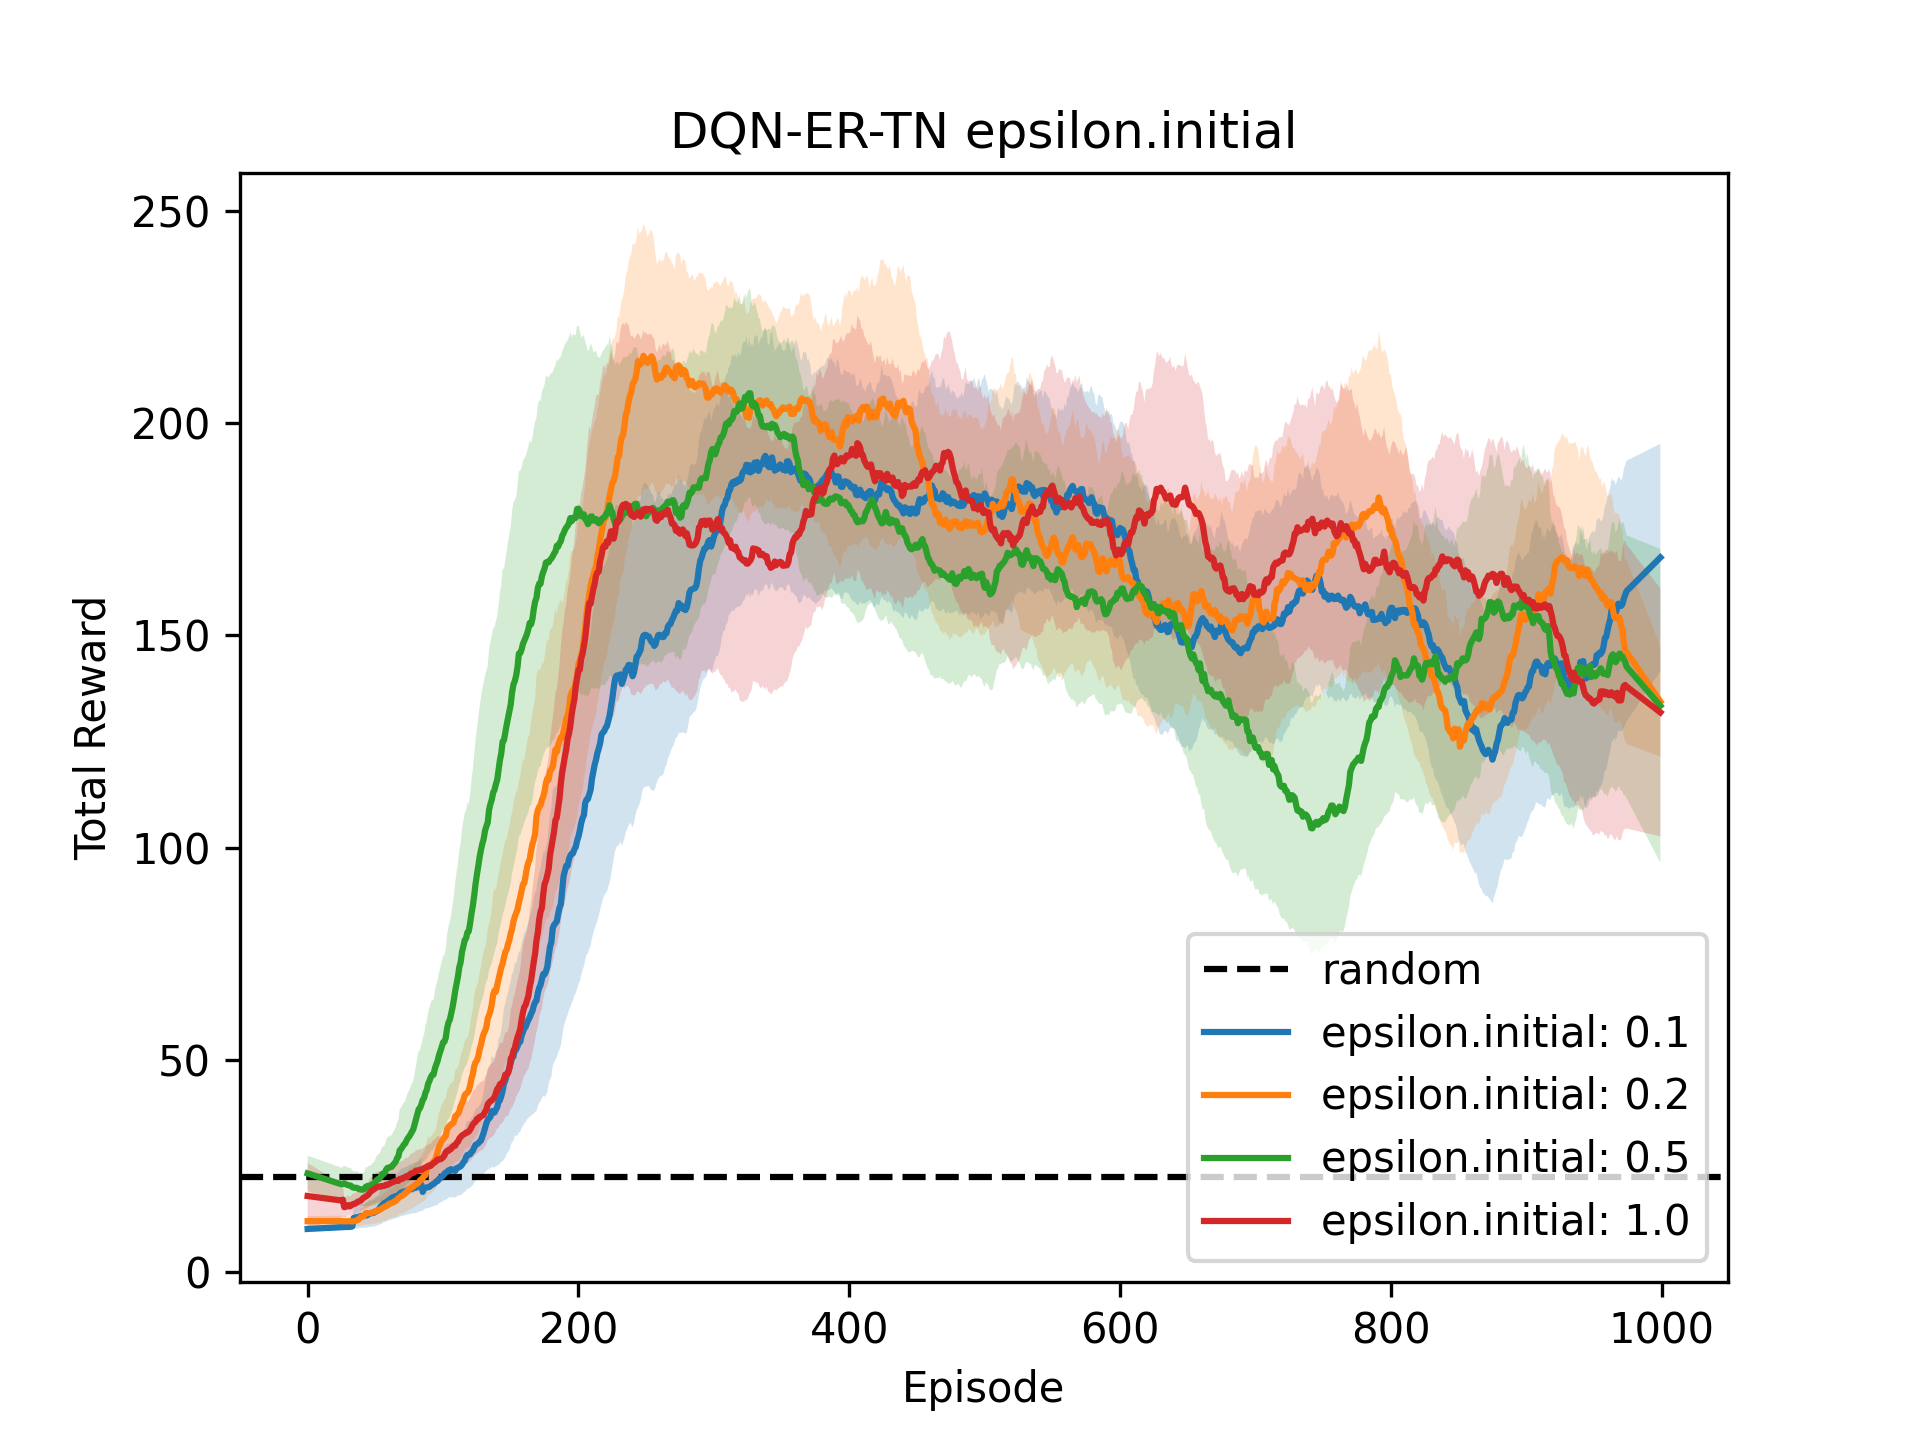 DQN-ER-TN epsilon.initial
250
200
150
100
50
0
Total Reward
0 200 400 600 800 1000
Episode
random
epsilon.initial: 0.1
epsilon.initial: 0.2
epsilon.initial: 0.5
epsilon.initial: 1.0